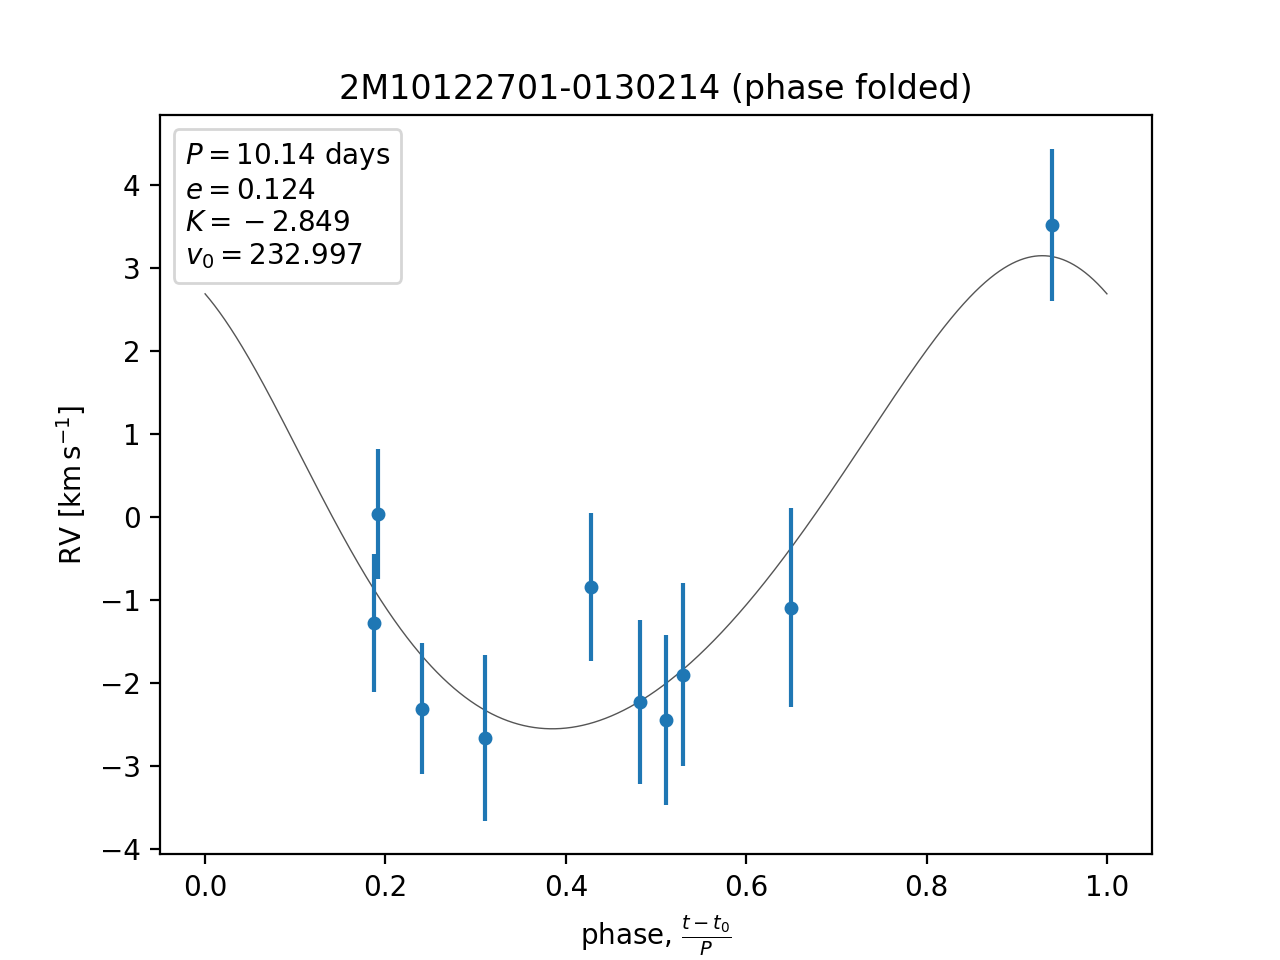 2M10122701-0130214 (phase folded)
P = 10.14 days
e = 0.124
K = −2.849
v₀ = 232.997
RV [km s⁻¹]
4
3
2
1
0
−1
−2
−3
−4
0.0 0.2 0.4 0.6 0.8 1.0
phase, (t − t₀)/P